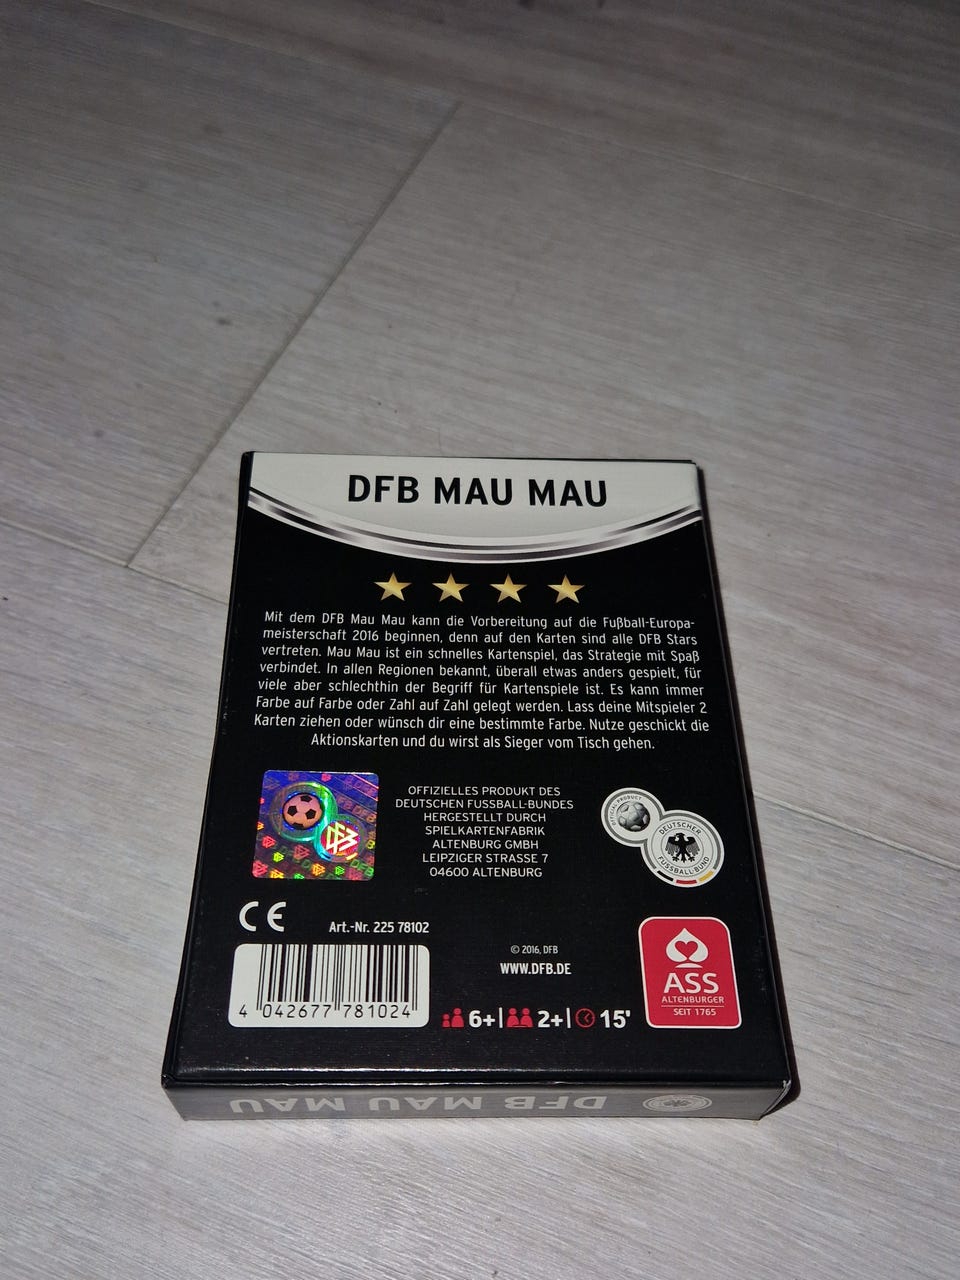 DFB MAU MAU
Mit dem DFB Mau Mau kann die Vorbereitung auf die Fußball-Europa-
meisterschaft 2016 beginnen, denn auf den Karten sind alle DFB Stars
vertreten. Mau Mau ist ein schnelles Kartenspiel, das Strategie mit Spaß
verbindet. In allen Regionen bekannt, überall etwas anders gespielt, für
viele aber schlechthin der Begriff für Kartenspiele ist. Es kann immer
Farbe auf Farbe oder Zahl auf Zahl gelegt werden. Lass deine Mitspieler 2
Karten ziehen oder wünsch dir eine bestimmte Farbe. Nutze geschickt die
Aktionskarten und du wirst als Sieger vom Tisch gehen.
DFB
OFFIZIELLES PRODUKT DES
DEUTSCHEN FUSSBALL-BUNDES
HERGESTELLT DURCH
SPIELKARTENFABRIK
ALTENBURG GMBH
LEIPZIGER STRASSE 7
04600 ALTENBURG
OFFICIAL PRODUCT
DEUTSCHER
FUSSBALL-BUND
CE
Art.-Nr. 225 78102
4 042677 781024
© 2016, DFB
WWW.DFB.DE
6+ | 2+ | 15'
ASS
ALTENBURGER
SEIT 1765
DFB MAU MAU